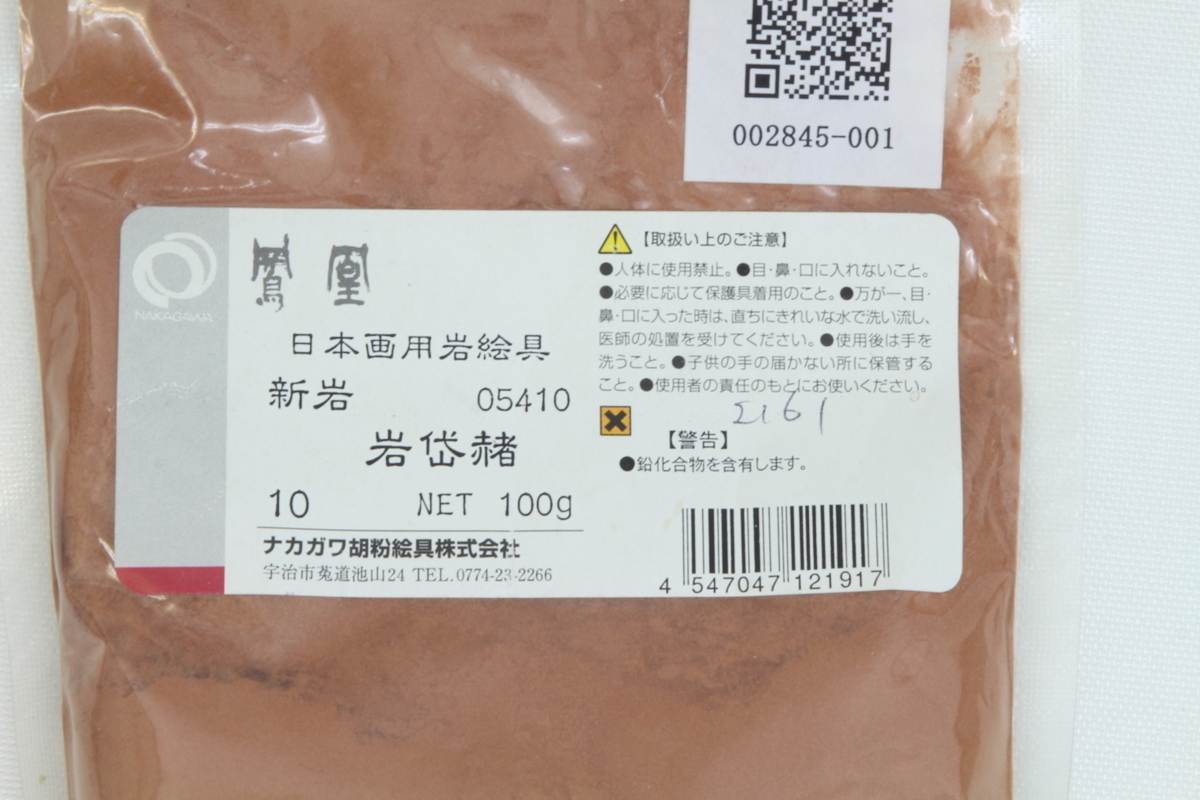 002845-001
NAKAGAWA
鳳凰
日本画用岩絵具
新岩 05410
岩岱赭
10 NET 100g
ナカガワ胡粉絵具株式会社
宇治市菟道池山24 TEL.0774-23-2266
【取扱い上のご注意】
●人体に使用禁止。●目・鼻・口に入れないこと。
●必要に応じて保護具着用のこと。●万が一、目・
鼻・口に入った時は、直ちにきれいな水で洗い流し、
医師の処置を受けてください。●使用後は手を
洗うこと。●子供の手の届かない所に保管する
こと。●使用者の責任のもとにお使いください。
【警告】
●鉛化合物を含有します。
4 547047 121917